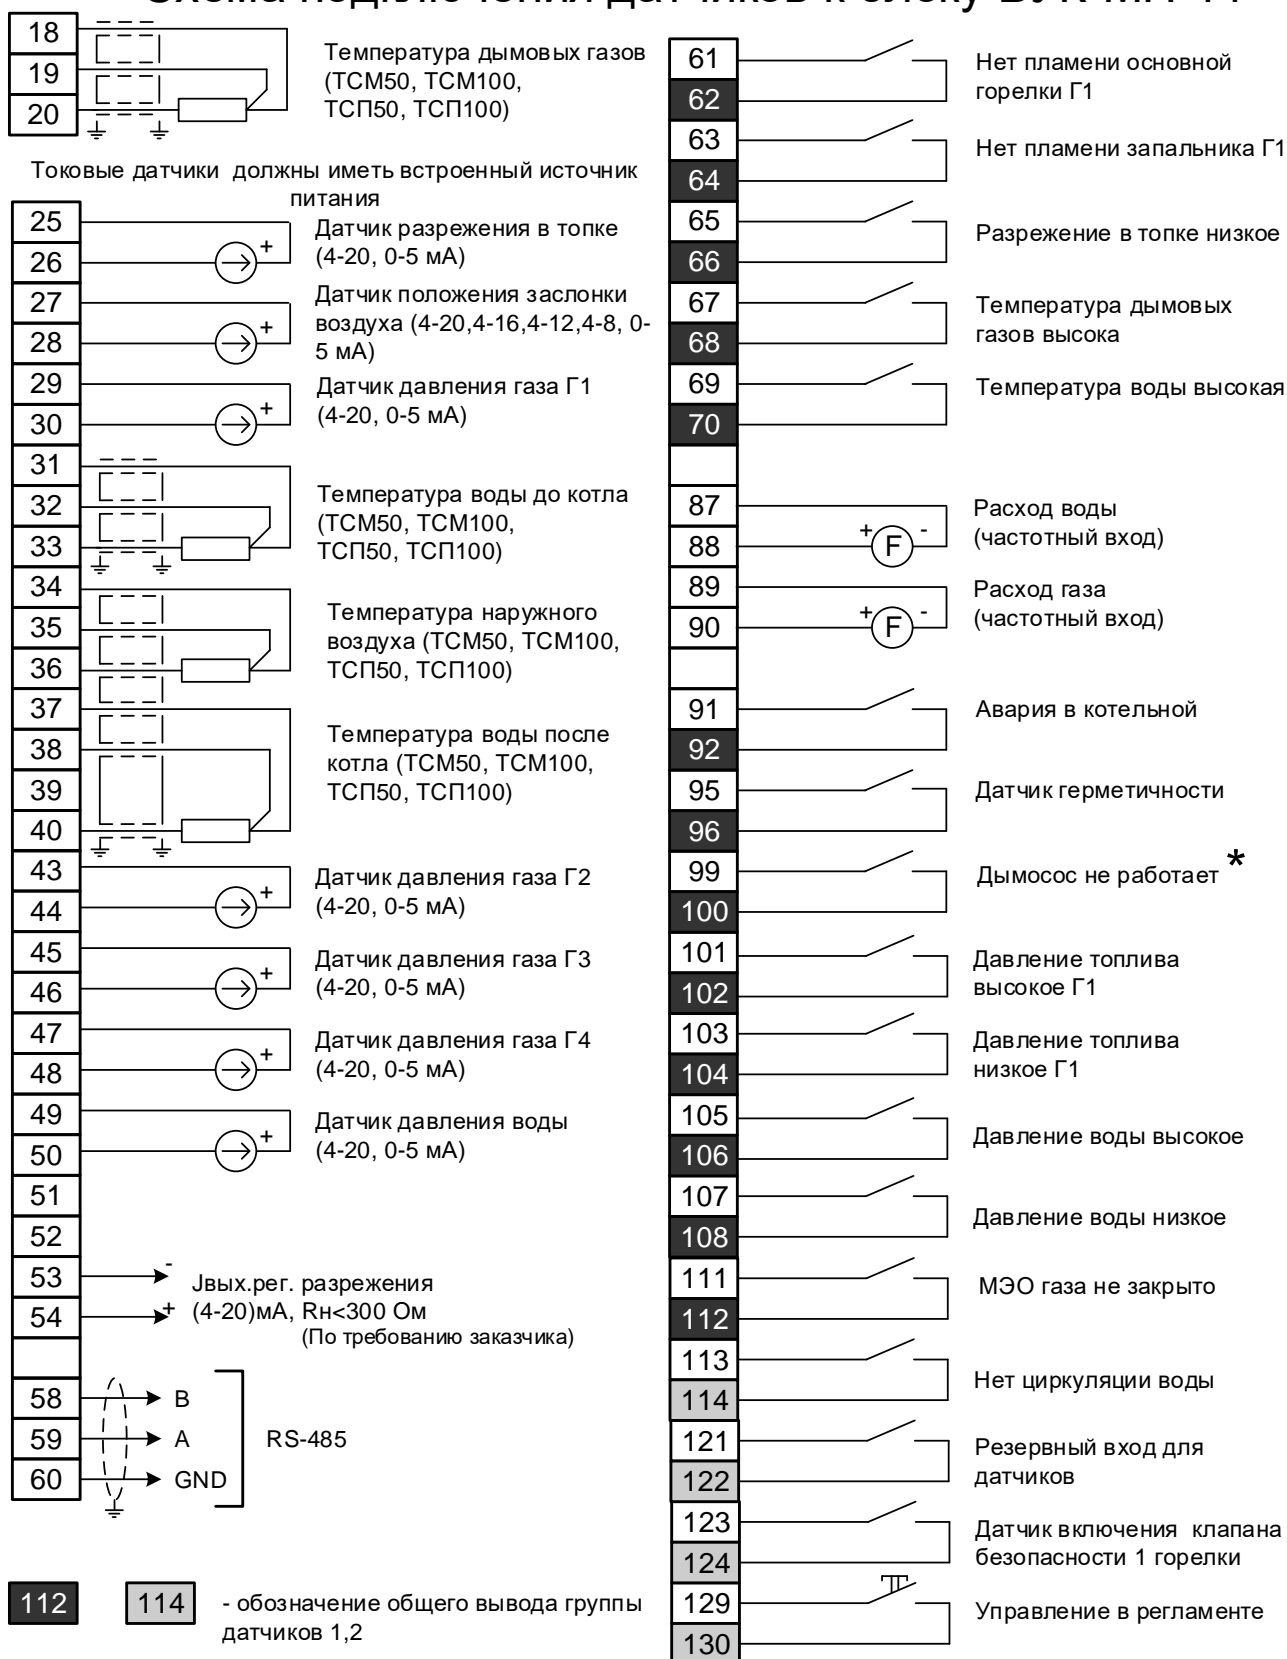 18
19
20
Температура дымовых газов
(ТСМ50, ТСМ100,
ТСП50, ТСП100)
Токовые датчики должны иметь встроенный источник
питания
25
26
+
Датчик разрежения в топке
(4-20, 0-5 мА)
27
28
+
Датчик положения заслонки
воздуха (4-20,4-16,4-12,4-8, 0-
5 мА)
29
30
+
Датчик давления газа Г1
(4-20, 0-5 мА)
31
32
33
Температура воды до котла
(ТСМ50, ТСМ100,
ТСП50, ТСП100)
34
35
36
Температура наружного
воздуха (ТСМ50, ТСМ100,
ТСП50, ТСП100)
37
38
39
40
Температура воды после
котла (ТСМ50, ТСМ100,
ТСП50, ТСП100)
43
44
+
Датчик давления газа Г2
(4-20, 0-5 мА)
45
46
+
Датчик давления газа Г3
(4-20, 0-5 мА)
47
48
+
Датчик давления газа Г4
(4-20, 0-5 мА)
49
50
+
Датчик давления воды
(4-20, 0-5 мА)
51
52
53
54
-
+
Jвых.рег. разрежения
(4-20)мА, Rн<300 Ом
(По требованию заказчика)
58
59
60
B
A
GND
RS-485
112
114
- обозначение общего вывода группы
датчиков 1,2
61
62
Нет пламени основной
горелки Г1
63
64
Нет пламени запальника Г1
65
66
Разрежение в топке низкое
67
68
Температура дымовых
газов высока
69
70
Температура воды высокая
87
88
+ F -
Расход воды
(частотный вход)
89
90
+ F -
Расход газа
(частотный вход)
91
92
Авария в котельной
95
96
Датчик герметичности
99
100
Дымосос не работает *
101
102
Давление топлива
высокое Г1
103
104
Давление топлива
низкое Г1
105
106
Давление воды высокое
107
108
Давление воды низкое
111
112
МЭО газа не закрыто
113
114
Нет циркуляции воды
121
122
Резервный вход для
датчиков
123
124
Датчик включения клапана
безопасности 1 горелки
129
130
Управление в регламенте